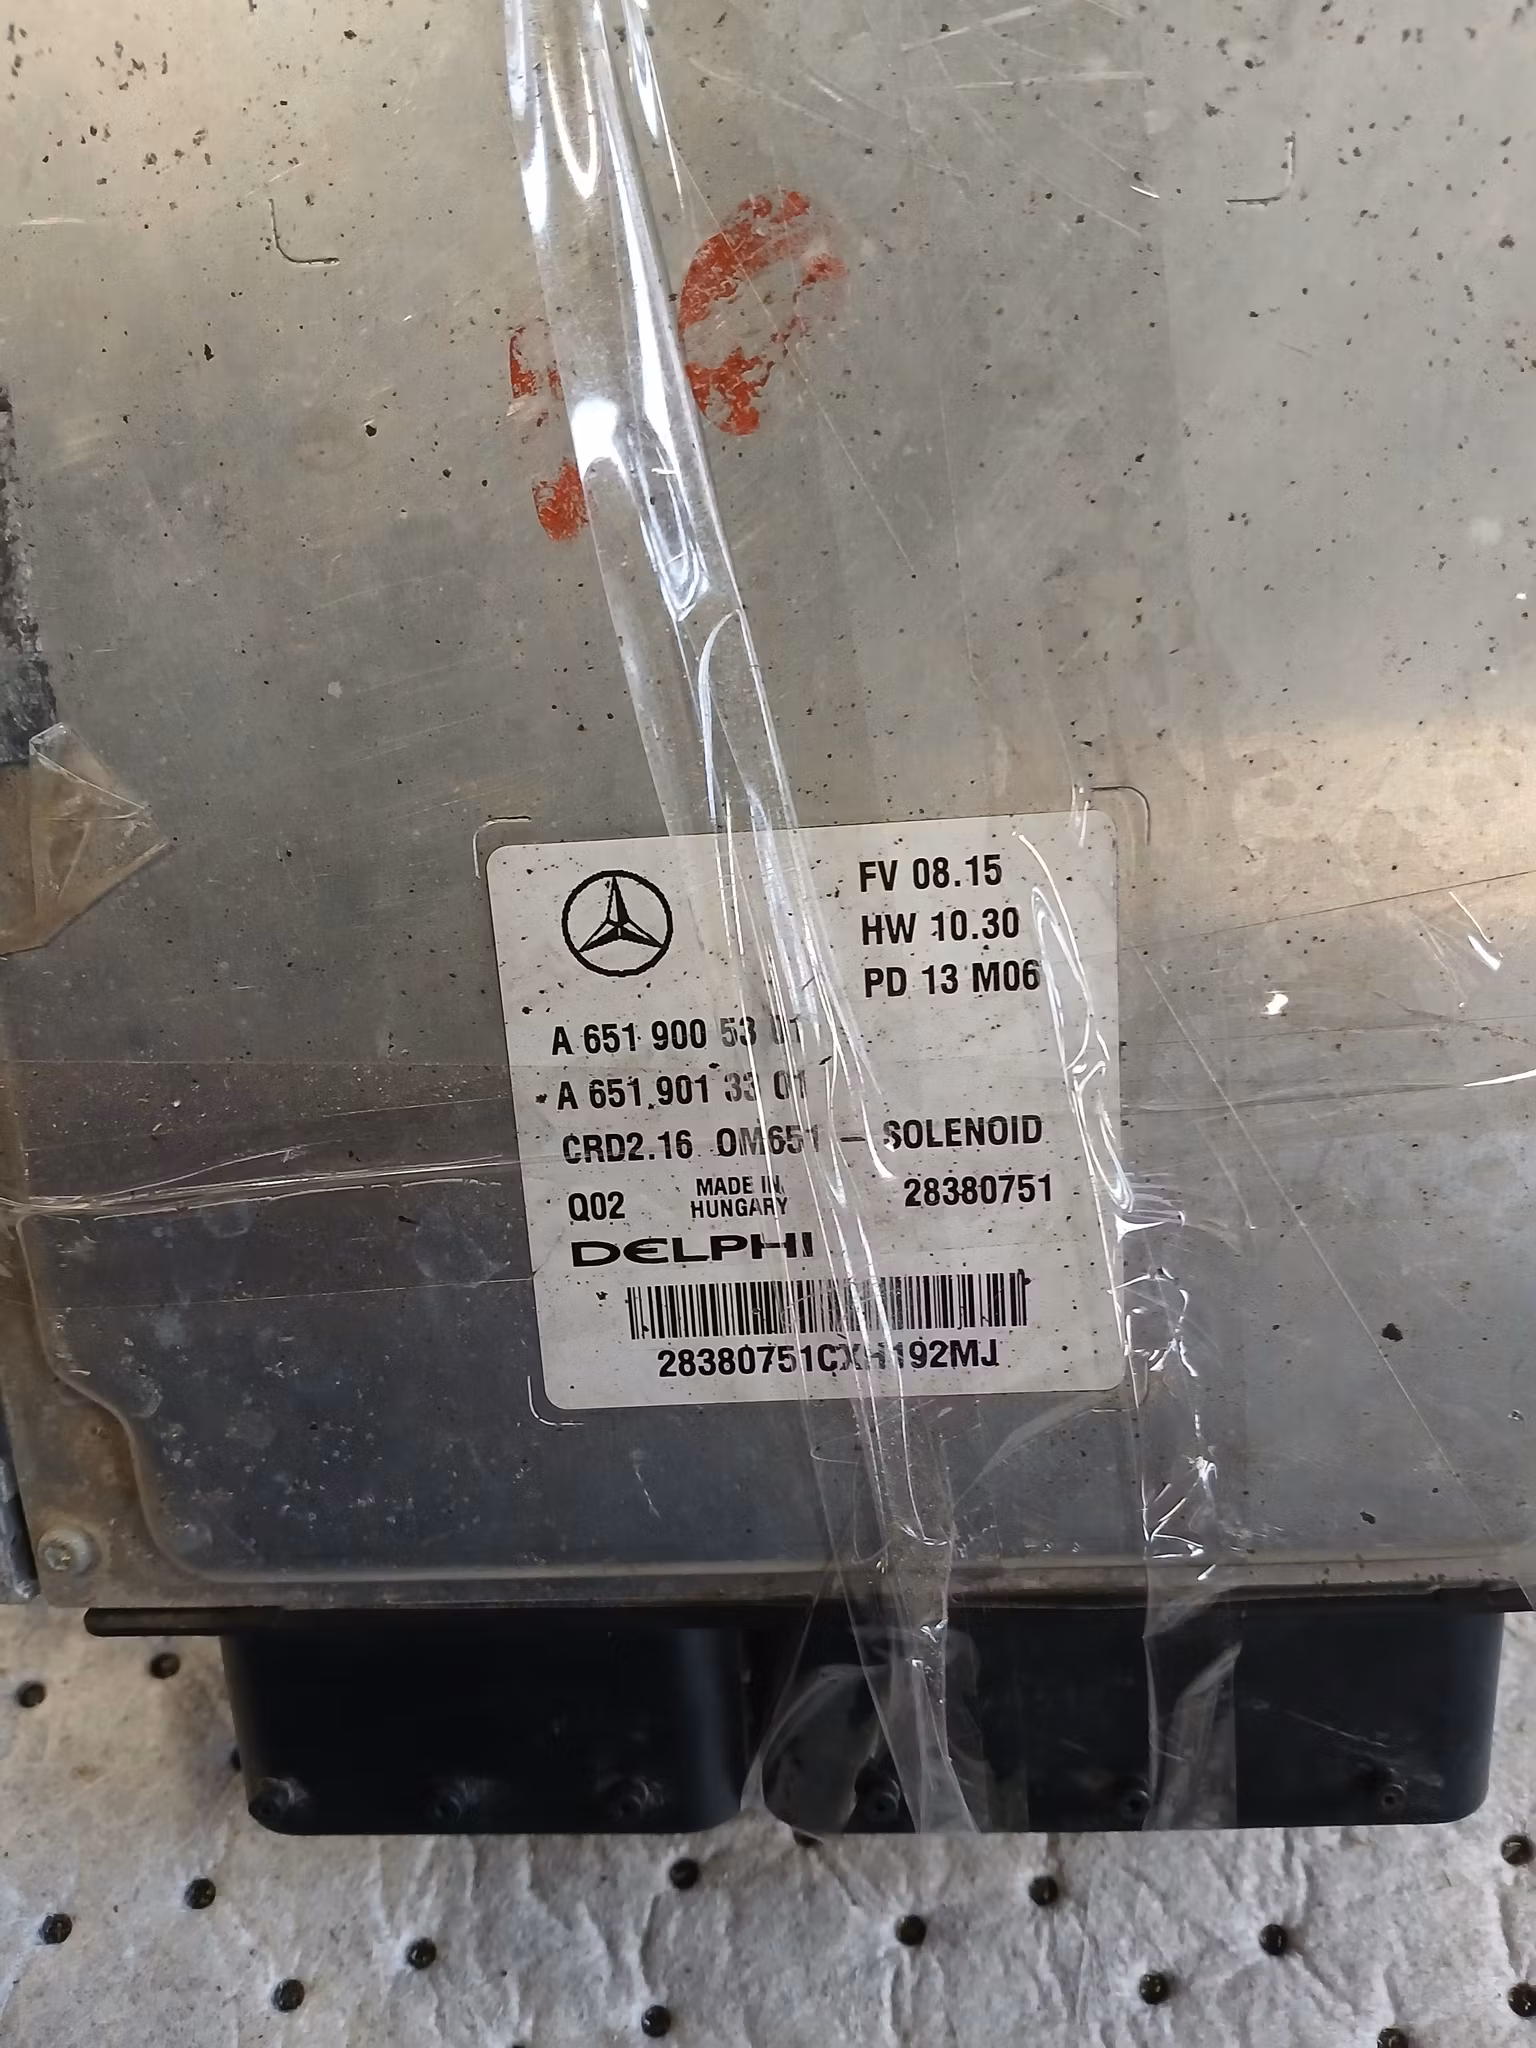 FV 08.15
HW 10.30
PD 13 M06
A 651 900 53 01
A 651 901 33 01
CRD2.16 OM651 – SOLENOID
Q02 MADE IN HUNGARY 28380751
DELPHI
28380751CXH192MJ